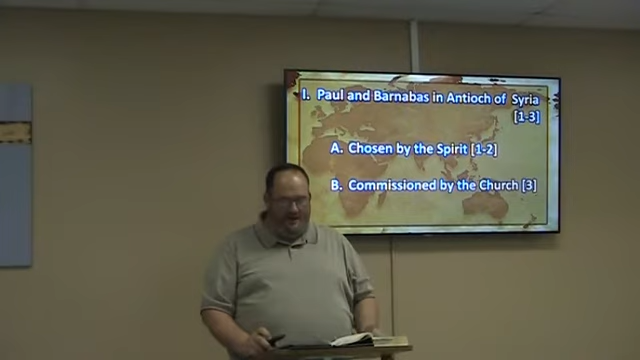 I. Paul and Barnabas in Antioch of Syria
[1-3]
A. Chosen by the Spirit [1-2]
B. Commissioned by the Church [3]